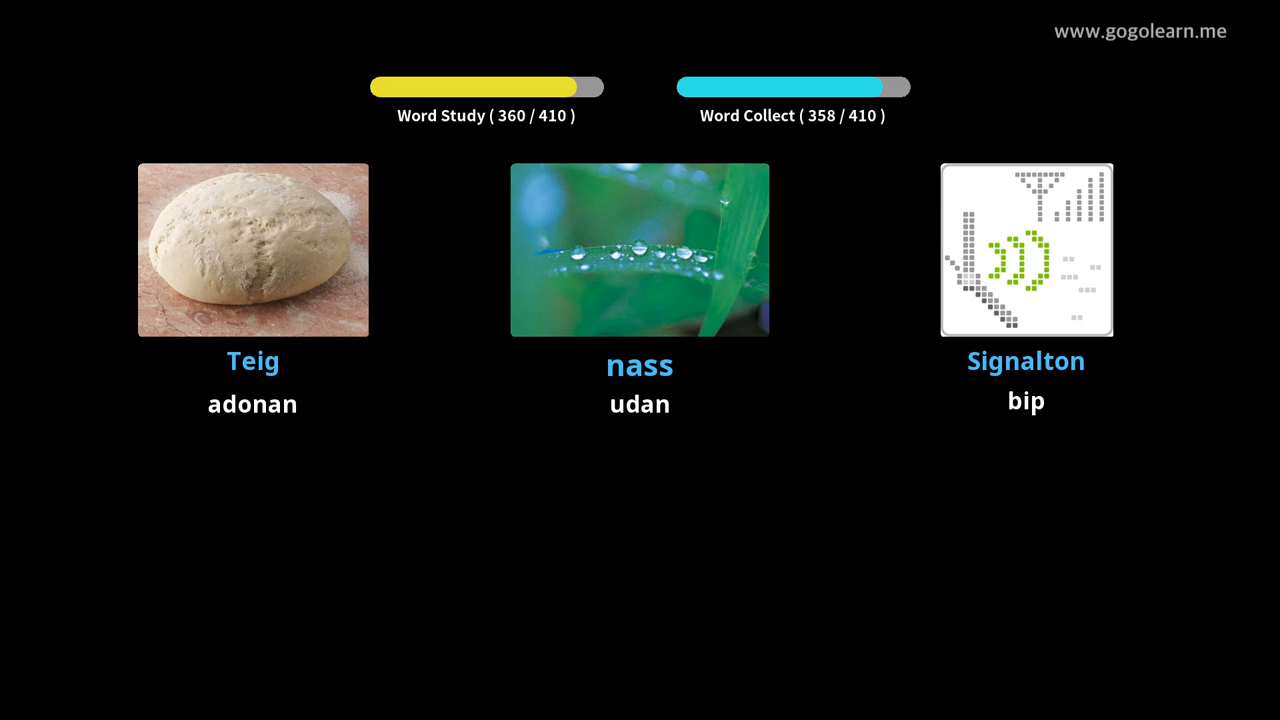 www.gogolearn.me
Word Study ( 360 / 410 )
Word Collect ( 358 / 410 )
Teig
nass
Signalton
adonan
udan
bip